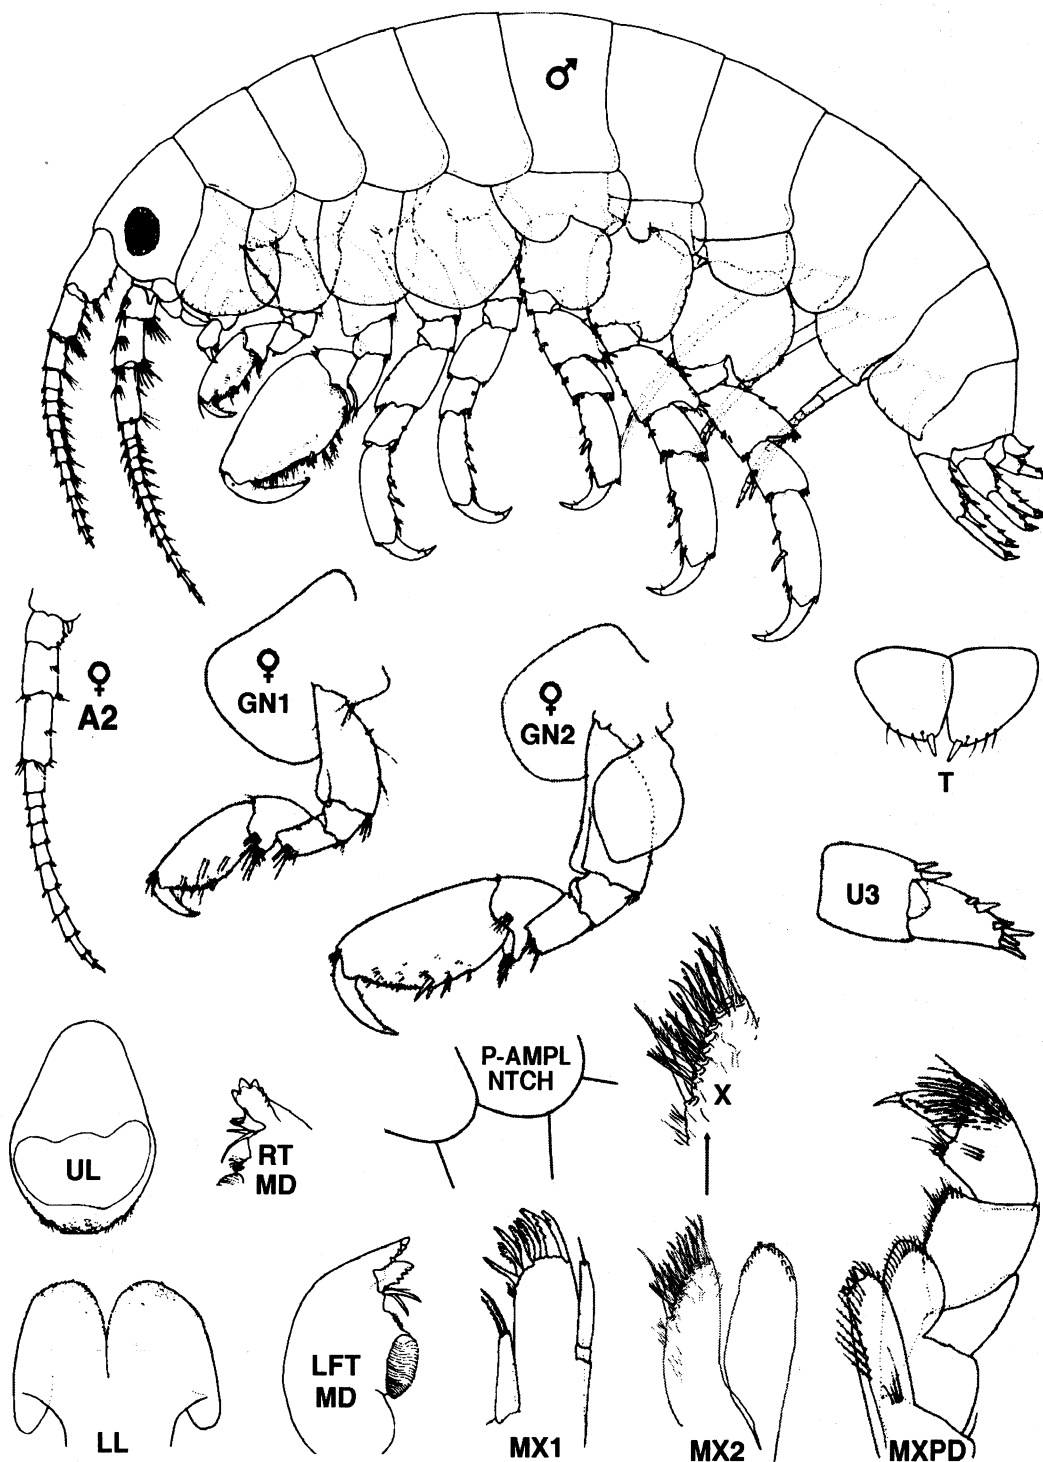 ♂
♀
A2
♀
GN1
♀
GN2
T
U3
P-AMPL
NTCH
X
UL
RT
MD
LL
LFT
MD
MX1
MX2
MXPD